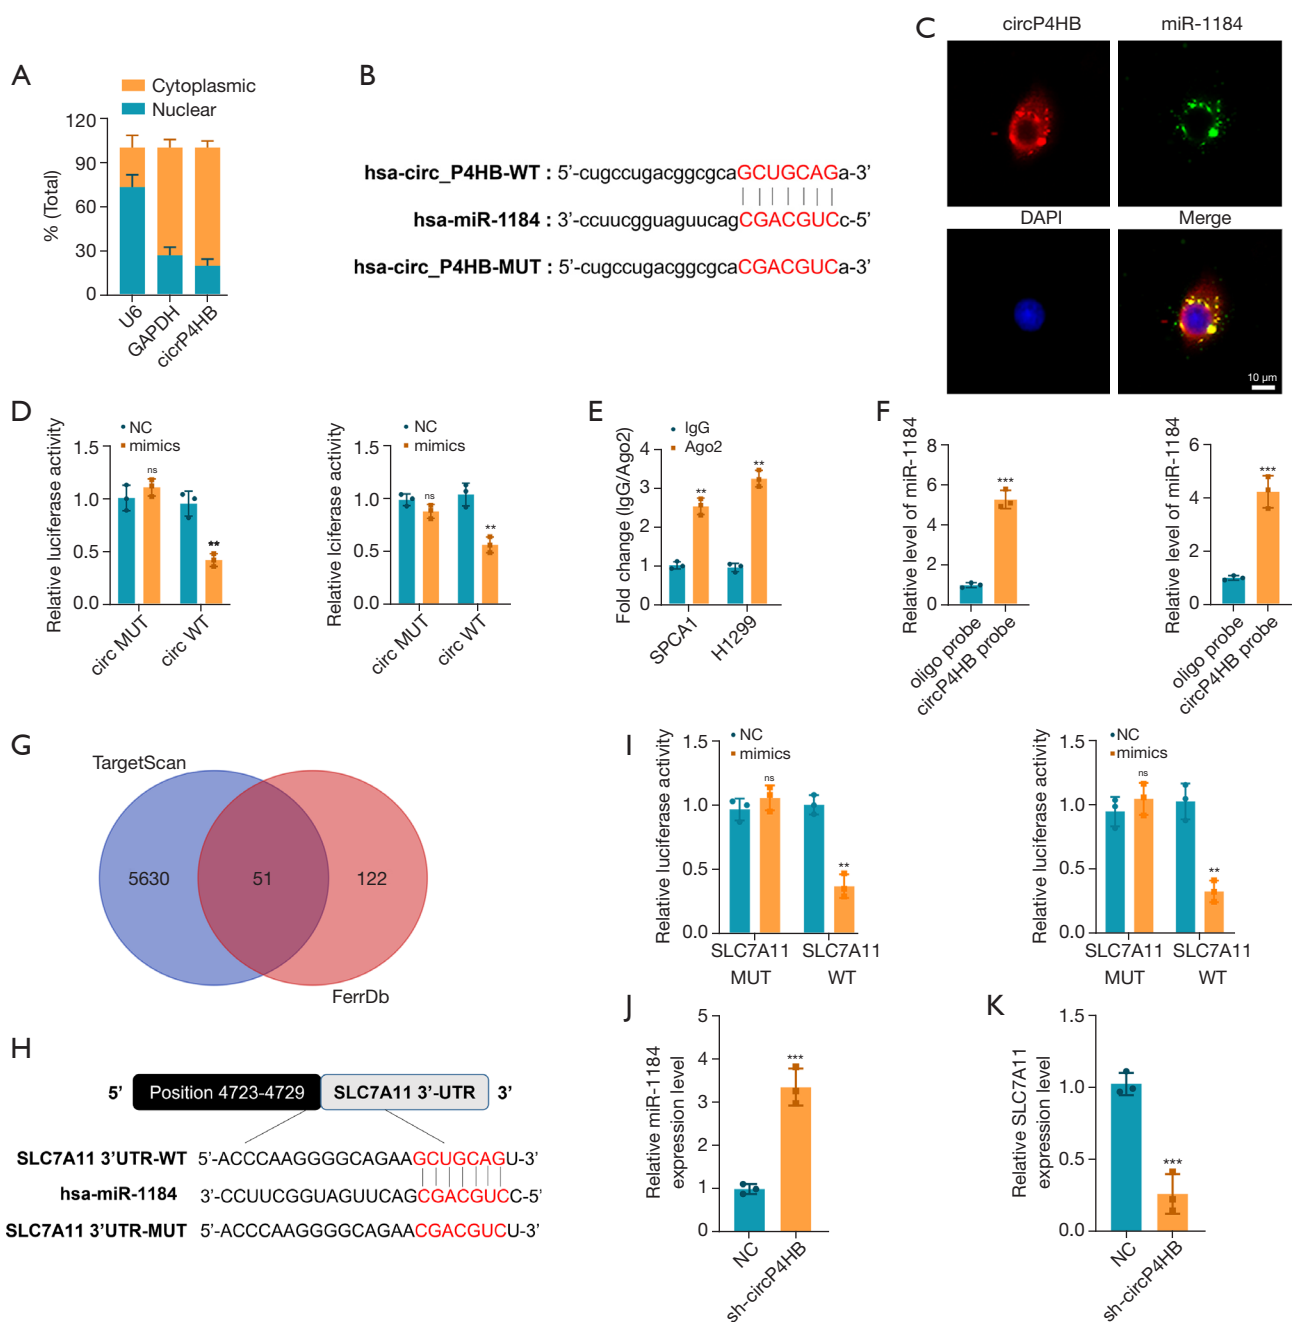 A
Cytoplasmic
Nuclear
% (Total)
120
90
60
30
0
U6
GAPDH
cicrP4HB
B
hsa-circ_P4HB-WT : 5’-cugccugacggcgcaGCUGCAGa-3’
hsa-miR-1184 : 3’-ccuucgguaguucagCGACGUCc-5’
hsa-circ_P4HB-MUT : 5’-cugccugacggcgcaCGACGUCa-3’
C
circP4HB
miR-1184
DAPI
Merge
10 μm
D
NC
mimics
Relative luciferase activity
1.5
1.0
0.5
0.0
ns
**
circ MUT
circ WT
NC
mimics
Relative lciferase activity
1.5
1.0
0.5
0.0
ns
**
circ MUT
circ WT
E
IgG
Ago2
Fold change (IgG/Ago2)
4
3
2
1
0
**
**
SPCA1
H1299
F
Relative level of miR-1184
8
6
4
2
0
***
oligo probe
circP4HB probe
Relative level of miR-1184
6
4
2
0
***
oligo probe
circP4HB probe
G
TargetScan
5630
51
122
FerrDb
H
5’
Position 4723-4729
SLC7A11 3’-UTR
3’
SLC7A11 3’UTR-WT 5’-ACCCAAGGGGCAGAAGCUGCAGU-3’
hsa-miR-1184 3’-CCUUCGGUAGUUCAGCGACGUCC-5’
SLC7A11 3’UTR-MUT 5’-ACCCAAGGGGCAGAACGACGUCU-3’
I
NC
mimics
Relative luciferase activity
1.5
1.0
0.5
0.0
ns
**
SLC7A11 MUT
SLC7A11 WT
NC
mimics
Relative luciferase activity
1.5
1.0
0.5
0.0
ns
**
SLC7A11 MUT
SLC7A11 WT
J
Relative miR-1184
expression level
5
4
3
2
1
0
***
NC
sh-circP4HB
K
Relative SLC7A11
expression level
1.5
1.0
0.5
0.0
***
NC
sh-circP4HB